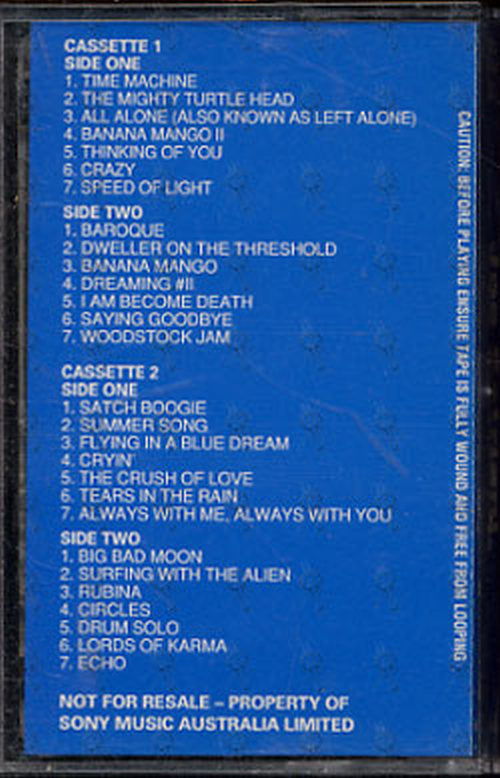 CASSETTE 1
SIDE ONE
1. TIME MACHINE
2. THE MIGHTY TURTLE HEAD
3. ALL ALONE (ALSO KNOWN AS LEFT ALONE)
4. BANANA MANGO II
5. THINKING OF YOU
6. CRAZY
7. SPEED OF LIGHT
SIDE TWO
1. BAROQUE
2. DWELLER ON THE THRESHOLD
3. BANANA MANGO
4. DREAMING #II
5. I AM BECOME DEATH
6. SAYING GOODBYE
7. WOODSTOCK JAM
CASSETTE 2
SIDE ONE
1. SATCH BOOGIE
2. SUMMER SONG
3. FLYING IN A BLUE DREAM
4. CRYIN'
5. THE CRUSH OF LOVE
6. TEARS IN THE RAIN
7. ALWAYS WITH ME, ALWAYS WITH YOU
SIDE TWO
1. BIG BAD MOON
2. SURFING WITH THE ALIEN
3. RUBINA
4. CIRCLES
5. DRUM SOLO
6. LORDS OF KARMA
7. ECHO
NOT FOR RESALE – PROPERTY OF
SONY MUSIC AUSTRALIA LIMITED
CAUTION: BEFORE PLAYING ENSURE TAPE IS FULLY WOUND AND FREE FROM LOOPING